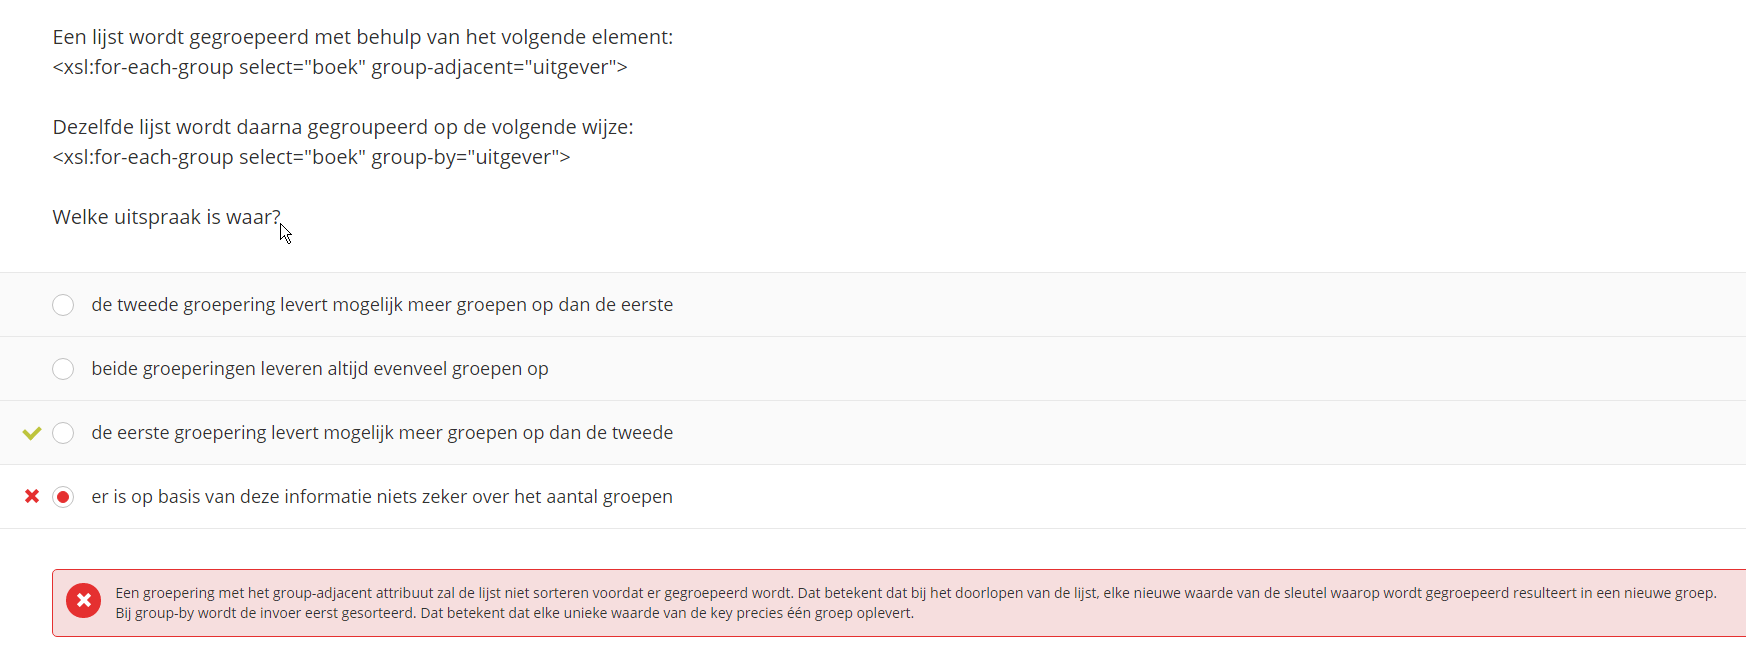 Een lijst wordt gegroepeerd met behulp van het volgende element:
<xsl:for-each-group select="boek" group-adjacent="uitgever">
Dezelfde lijst wordt daarna gegroupeerd op de volgende wijze:
<xsl:for-each-group select="boek" group-by="uitgever">
Welke uitspraak is waar?
de tweede groepering levert mogelijk meer groepen op dan de eerste
beide groeperingen leveren altijd evenveel groepen op
de eerste groepering levert mogelijk meer groepen op dan de tweede
er is op basis van deze informatie niets zeker over het aantal groepen
Een groepering met het group-adjacent attribuut zal de lijst niet sorteren voordat er gegroepeerd wordt. Dat betekent dat bij het doorlopen van de lijst, elke nieuwe waarde van de sleutel waarop wordt gegroepeerd resulteert in een nieuwe groep.
Bij group-by wordt de invoer eerst gesorteerd. Dat betekent dat elke unieke waarde van de key precies één groep oplevert.